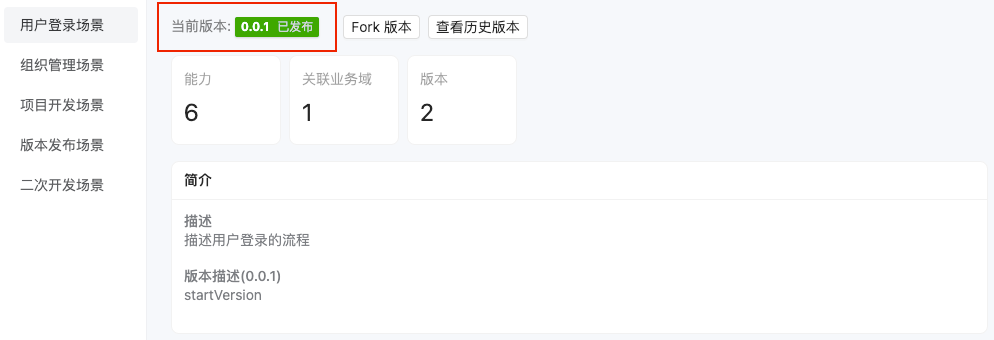 用户登录场景
组织管理场景
项目开发场景
版本发布场景
二次开发场景
当前版本: 0.0.1 已发布 Fork 版本 查看历史版本
能力 关联业务域 版本
6 1 2
简介
描述
描述用户登录的流程
版本描述(0.0.1)
startVersion